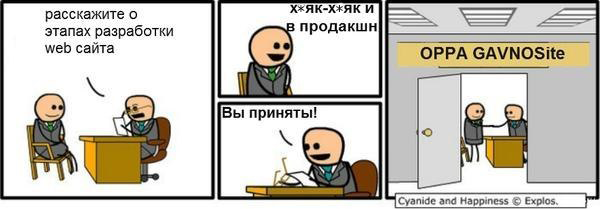 расскажите о
этапах разработки
web сайта
х*як-х*як и
в продакшн
Вы приняты!
OPPA GAVNOSite
Cyanide and Happiness © Explos.